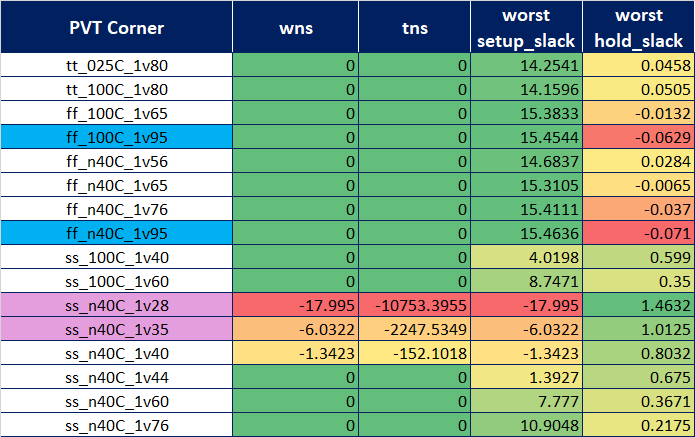 PVT Corner wns tns worst setup_slack worst hold_slack
tt_025C_1v80 0 0 14.2541 0.0458
tt_100C_1v80 0 0 14.1596 0.0505
ff_100C_1v65 0 0 15.3833 -0.0132
ff_100C_1v95 0 0 15.4544 -0.0629
ff_n40C_1v56 0 0 14.6837 0.0284
ff_n40C_1v65 0 0 15.3105 -0.0065
ff_n40C_1v76 0 0 15.4111 -0.037
ff_n40C_1v95 0 0 15.4636 -0.071
ss_100C_1v40 0 0 4.0198 0.599
ss_100C_1v60 0 0 8.7471 0.35
ss_n40C_1v28 -17.995 -10753.3955 -17.995 1.4632
ss_n40C_1v35 -6.0322 -2247.5349 -6.0322 1.0125
ss_n40C_1v40 -1.3423 -152.1018 -1.3423 0.8032
ss_n40C_1v44 0 0 1.3927 0.675
ss_n40C_1v60 0 0 7.777 0.3671
ss_n40C_1v76 0 0 10.9048 0.2175